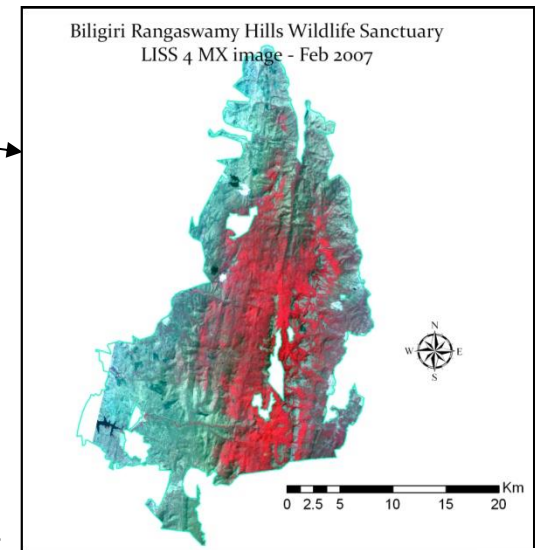 Biligiri Rangaswamy Hills Wildlife Sanctuary
LISS 4 MX image - Feb 2007
N
W E
S
Km
0 2.5 5 10 15 20